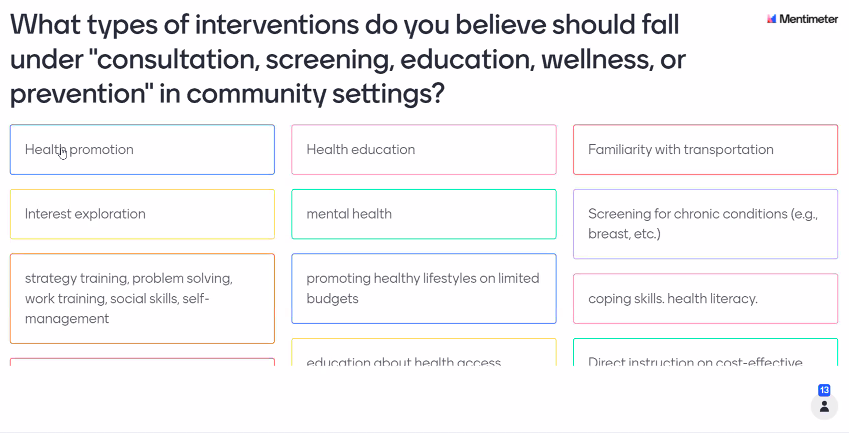 What types of interventions do you believe should fall
under "consultation, screening, education, wellness, or
prevention" in community settings?
Mentimeter
Health promotion
Health education
Familiarity with transportation
Interest exploration
mental health
Screening for chronic conditions (e.g.,
breast, etc.)
strategy training, problem solving,
work training, social skills, self-
management
promoting healthy lifestyles on limited
budgets
coping skills. health literacy.
education about health access
Direct instruction on cost-effective
13